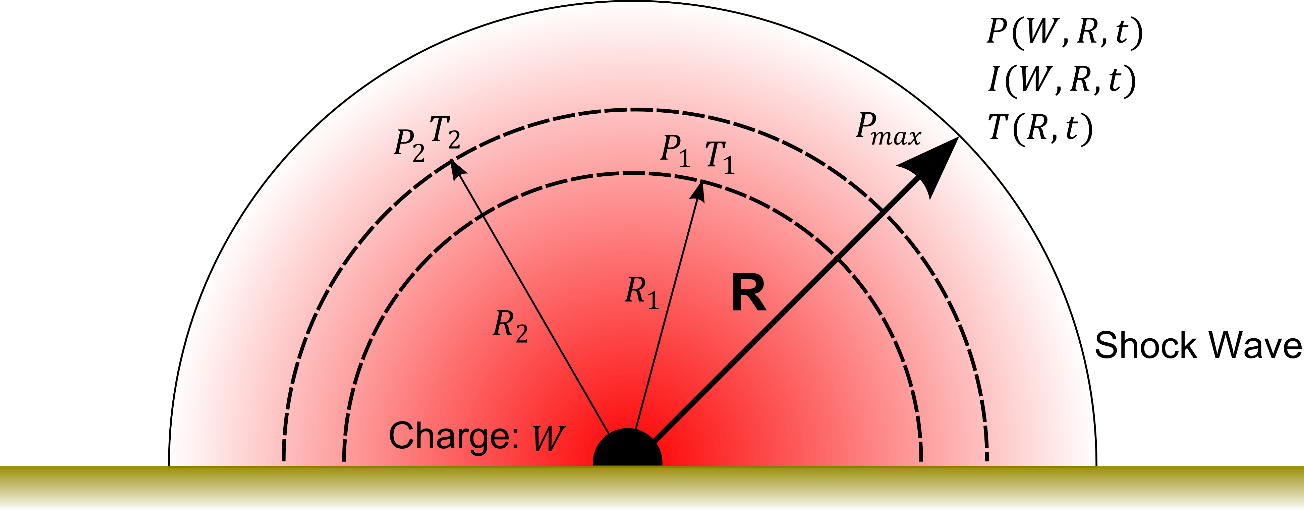 P(W, R, t)
I(W, R, t)
T(R, t)
P_max
P_2 T_2
P_1 T_1
R_1
R
R_2
Shock Wave
Charge: W